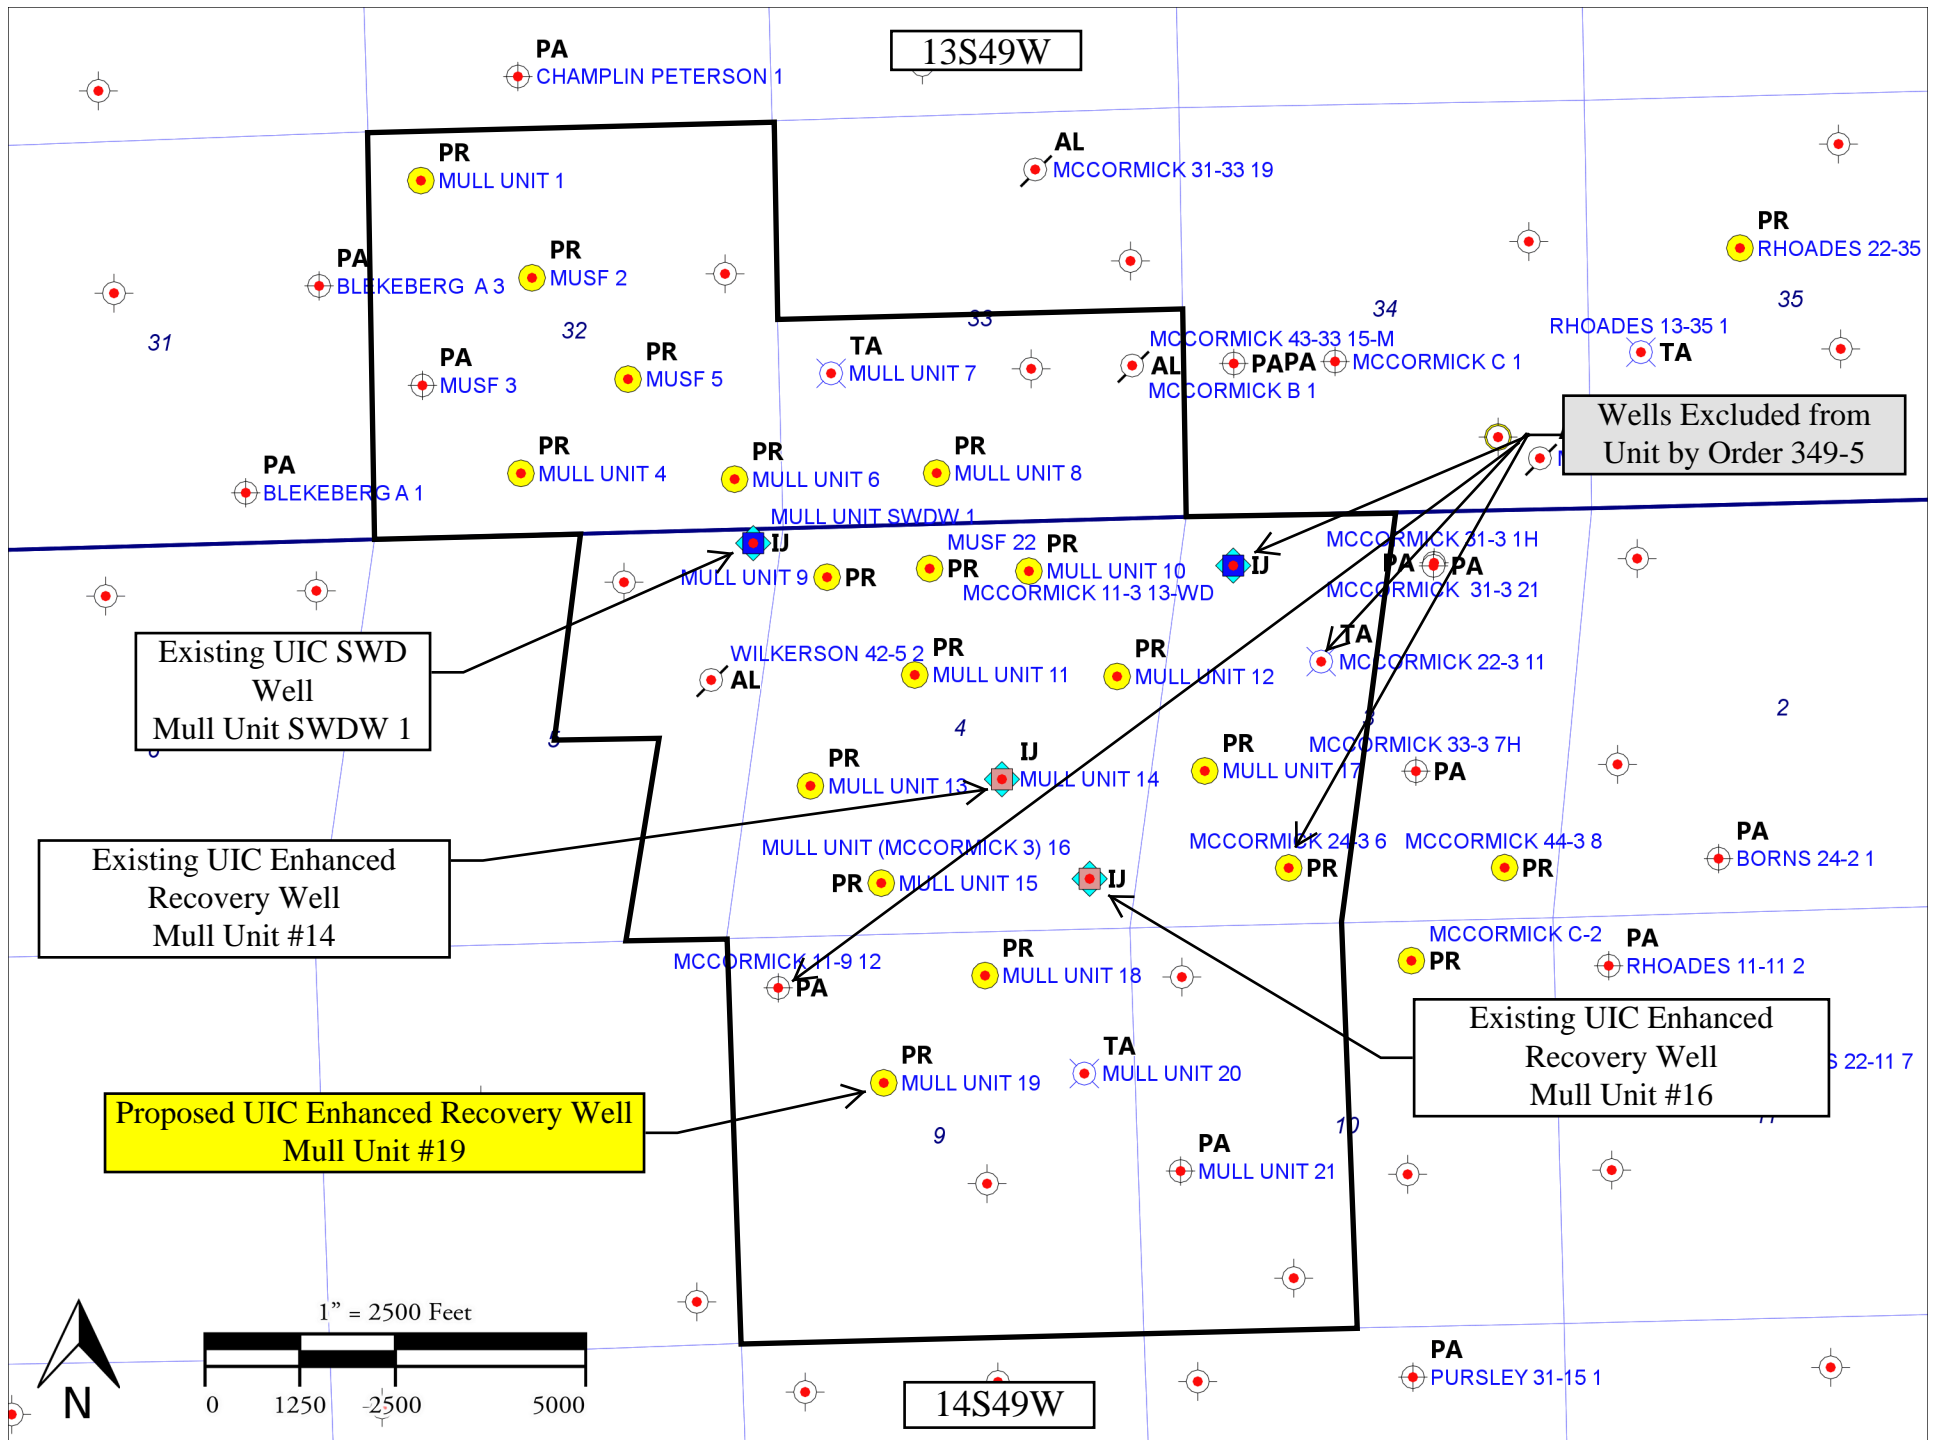 13S49W
PA
CHAMPLIN PETERSON 1
PR
MULL UNIT 1
AL
MCCORMICK 31-33 19
PR
RHOADES 22-35
PA
BLEKEBERG A 3
PR
MUSF 2
31
32
33
34
35
RHOADES 13-35 1
TA
PA
MUSF 3
PR
MUSF 5
TA
MULL UNIT 7
MCCORMICK 43-33 15-M
AL
MCCORMICK B 1
PA
PA
MCCORMICK C 1
Wells Excluded from
Unit by Order 349-5
PA
BLEKEBERG A 1
PR
MULL UNIT 4
PR
MULL UNIT 6
PR
MULL UNIT 8
MULL UNIT SWDW 1
IJ
MULL UNIT 9
PR
MUSF 22
PR
PR
MULL UNIT 10
MCCORMICK 11-3 13-WD
IJ
MCCORMICK 31-3 1H
PA
PA
MCCORMICK 31-3 21
Existing UIC SWD
Well
Mull Unit SWDW 1
WILKERSON 42-5 2
AL
PR
MULL UNIT 11
PR
MULL UNIT 12
TA
MCCORMICK 22-3 11
6
5
4
3
2
PR
MULL UNIT 13
IJ
MULL UNIT 14
PR
MULL UNIT 17
MCCORMICK 33-3 7H
PA
Existing UIC Enhanced
Recovery Well
Mull Unit #14
MULL UNIT (MCCORMICK 3) 16
PR
MULL UNIT 15
IJ
MCCORMICK 24-3 6
PR
MCCORMICK 44-3 8
PR
PA
BORNS 24-2 1
MCCORMICK 11-9 12
PA
PR
MULL UNIT 18
MCCORMICK C-2
PR
PA
RHOADES 11-11 2
Existing UIC Enhanced
Recovery Well
Mull Unit #16
S 22-11 7
PR
MULL UNIT 19
TA
MULL UNIT 20
Proposed UIC Enhanced Recovery Well
Mull Unit #19
9
10
PA
MULL UNIT 21
1” = 2500 Feet
0 1250 2500 5000
N
PA
PURSLEY 31-15 1
14S49W